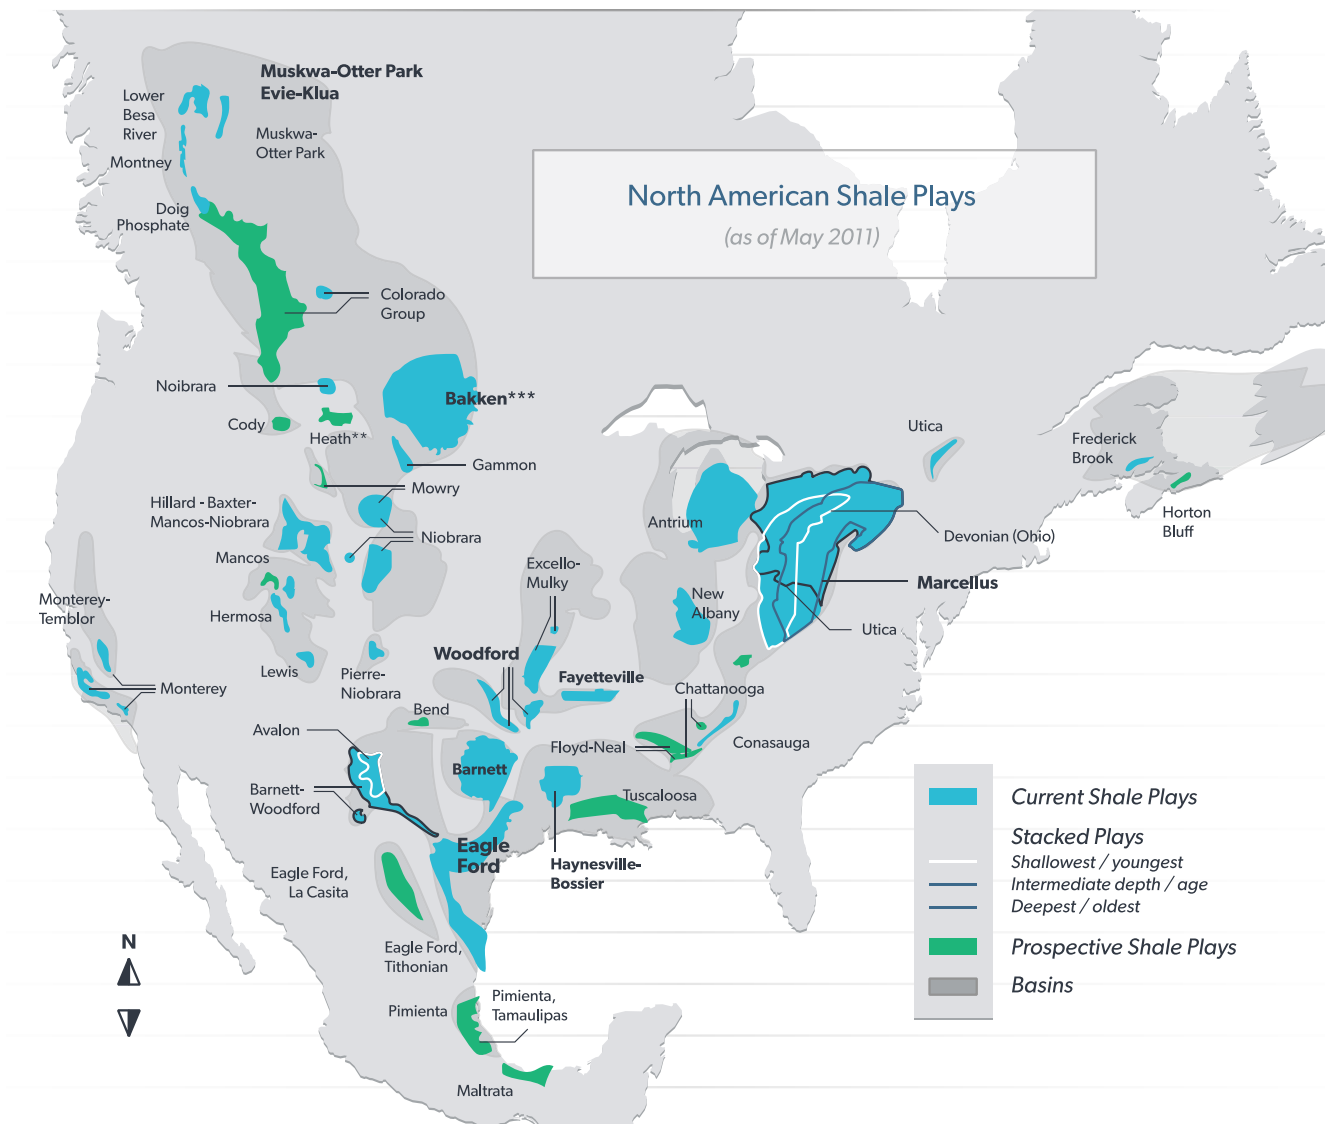 Muskwa-Otter Park
Evie-Klua
Lower
Besa
River
Muskwa-
Otter Park
Montney
Doig
Phosphate
North American Shale Plays
(as of May 2011)
Colorado
Group
Noibrara
Bakken***
Cody
Heath**
Gammon
Mowry
Utica
Frederick
Brook
Horton
Bluff
Hillard - Baxter-
Mancos-Niobrara
Antrium
Devonian (Ohio)
Niobrara
Mancos
Excello-
Mulky
Marcellus
Monterey-
Temblor
Hermosa
New
Albany
Utica
Lewis
Pierre-
Niobrara
Woodford
Fayetteville
Monterey
Chattanooga
Bend
Avalon
Floyd-Neal
Conasauga
Barnett
Barnett-
Woodford
Tuscaloosa
Eagle
Ford
Haynesville-
Bossier
Eagle Ford,
La Casita
Eagle Ford,
Tithonian
Pimienta
Pimienta,
Tamaulipas
Maltrata
N
Current Shale Plays
Stacked Plays
Shallowest / youngest
Intermediate depth / age
Deepest / oldest
Prospective Shale Plays
Basins